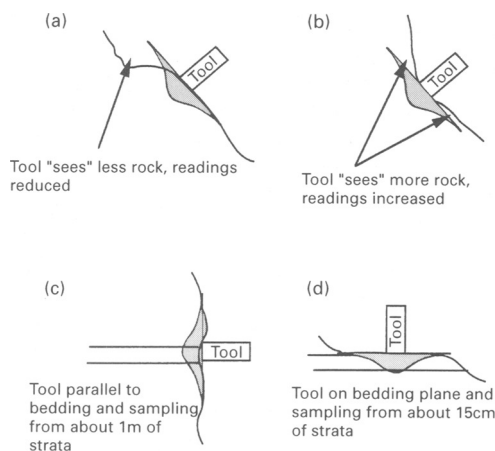 (a)
Tool
Tool "sees" less rock, readings
reduced
(b)
Tool
Tool "sees" more rock,
readings increased
(c)
Tool
Tool parallel to
bedding and sampling
from about 1m of
strata
(d)
Tool
Tool on bedding plane and
sampling from about 15cm
of strata